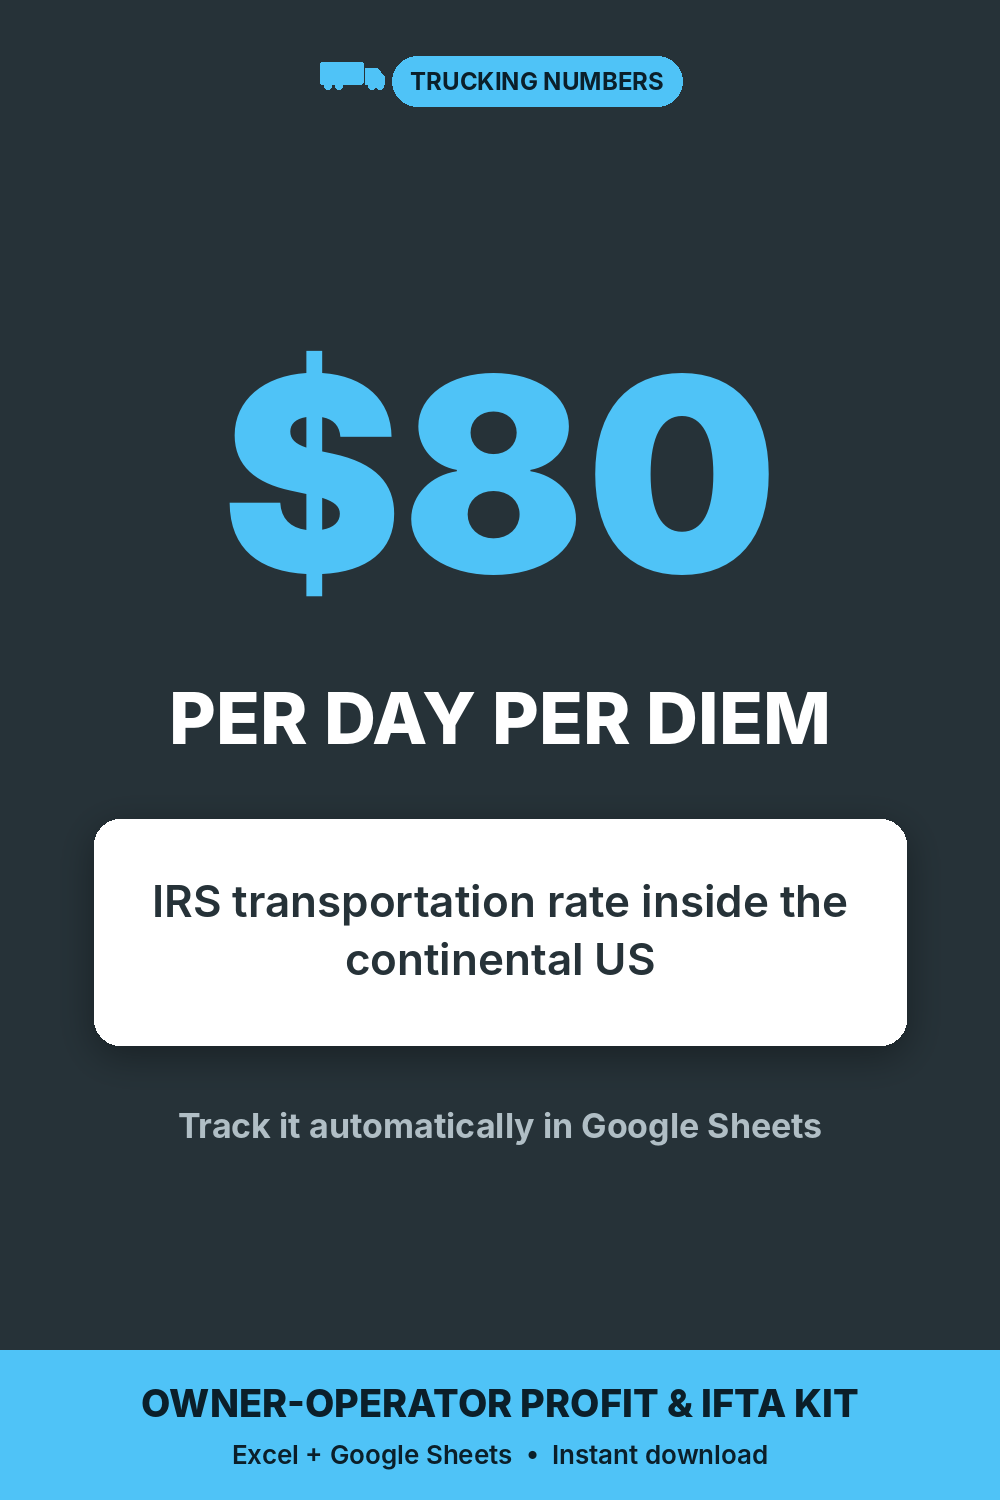 TRUCKING NUMBERS
$80
PER DAY PER DIEM
IRS transportation rate inside the
continental US
Track it automatically in Google Sheets
OWNER-OPERATOR PROFIT & IFTA KIT
Excel + Google Sheets • Instant download